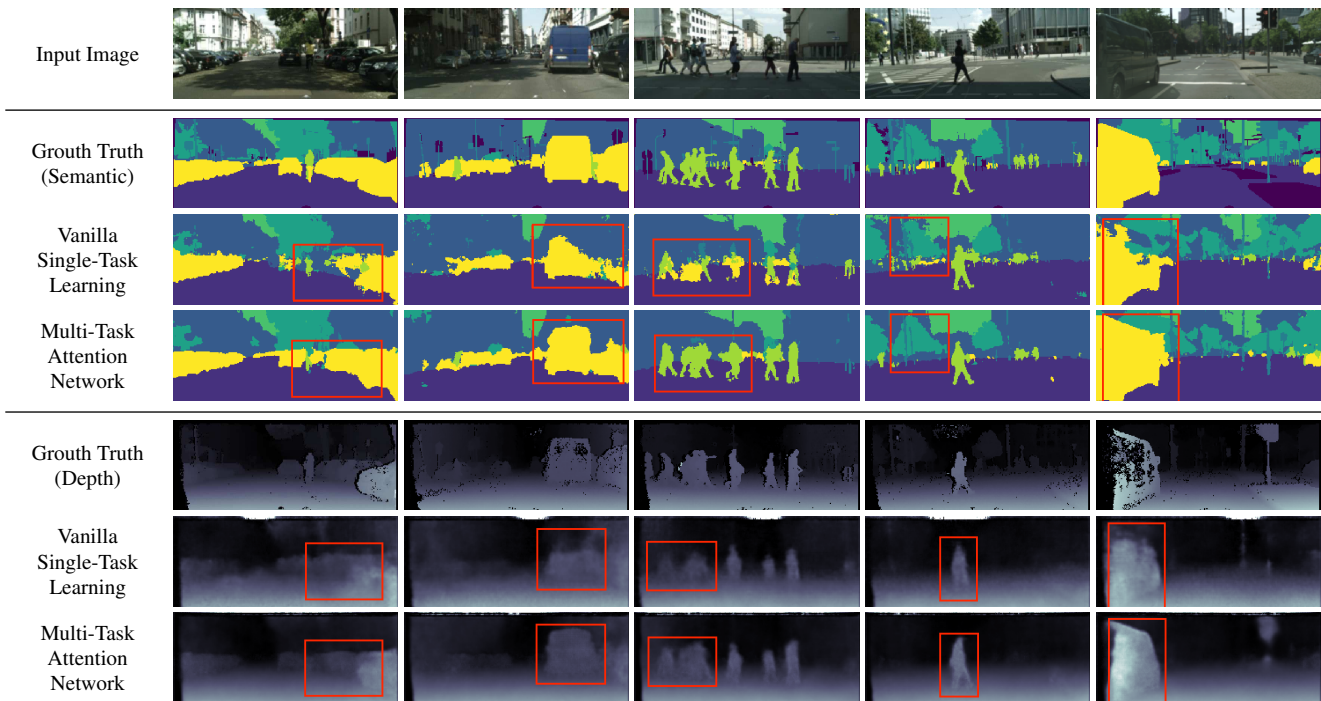 Input Image
Grouth Truth
(Semantic)
Vanilla
Single-Task
Learning
Multi-Task
Attention
Network
Grouth Truth
(Depth)
Vanilla
Single-Task
Learning
Multi-Task
Attention
Network